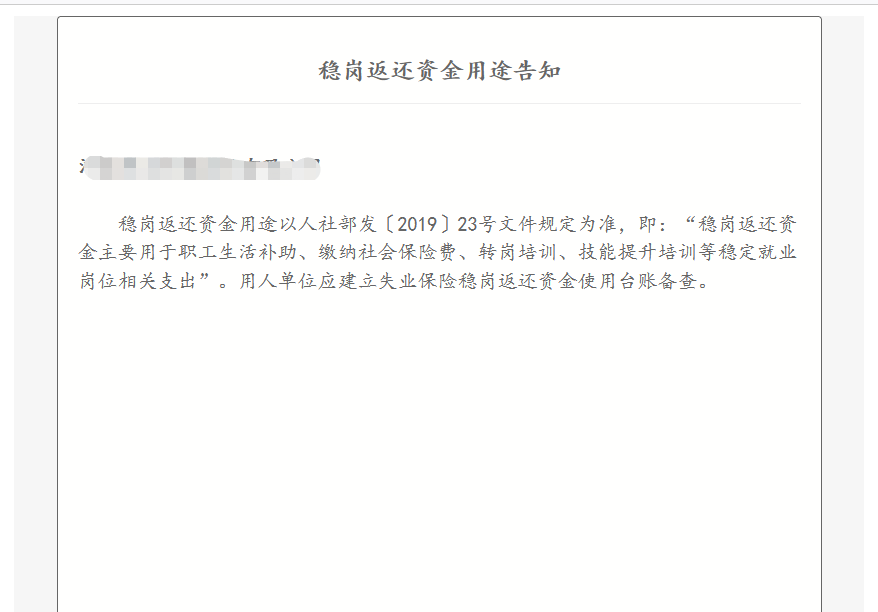 稳岗返还资金用途告知
稳岗返还资金用途以人社部发〔2019〕23号文件规定为准，即：“稳岗返还资
金主要用于职工生活补助、缴纳社会保险费、转岗培训、技能提升培训等稳定就业
岗位相关支出”。用人单位应建立失业保险稳岗返还资金使用台账备查。